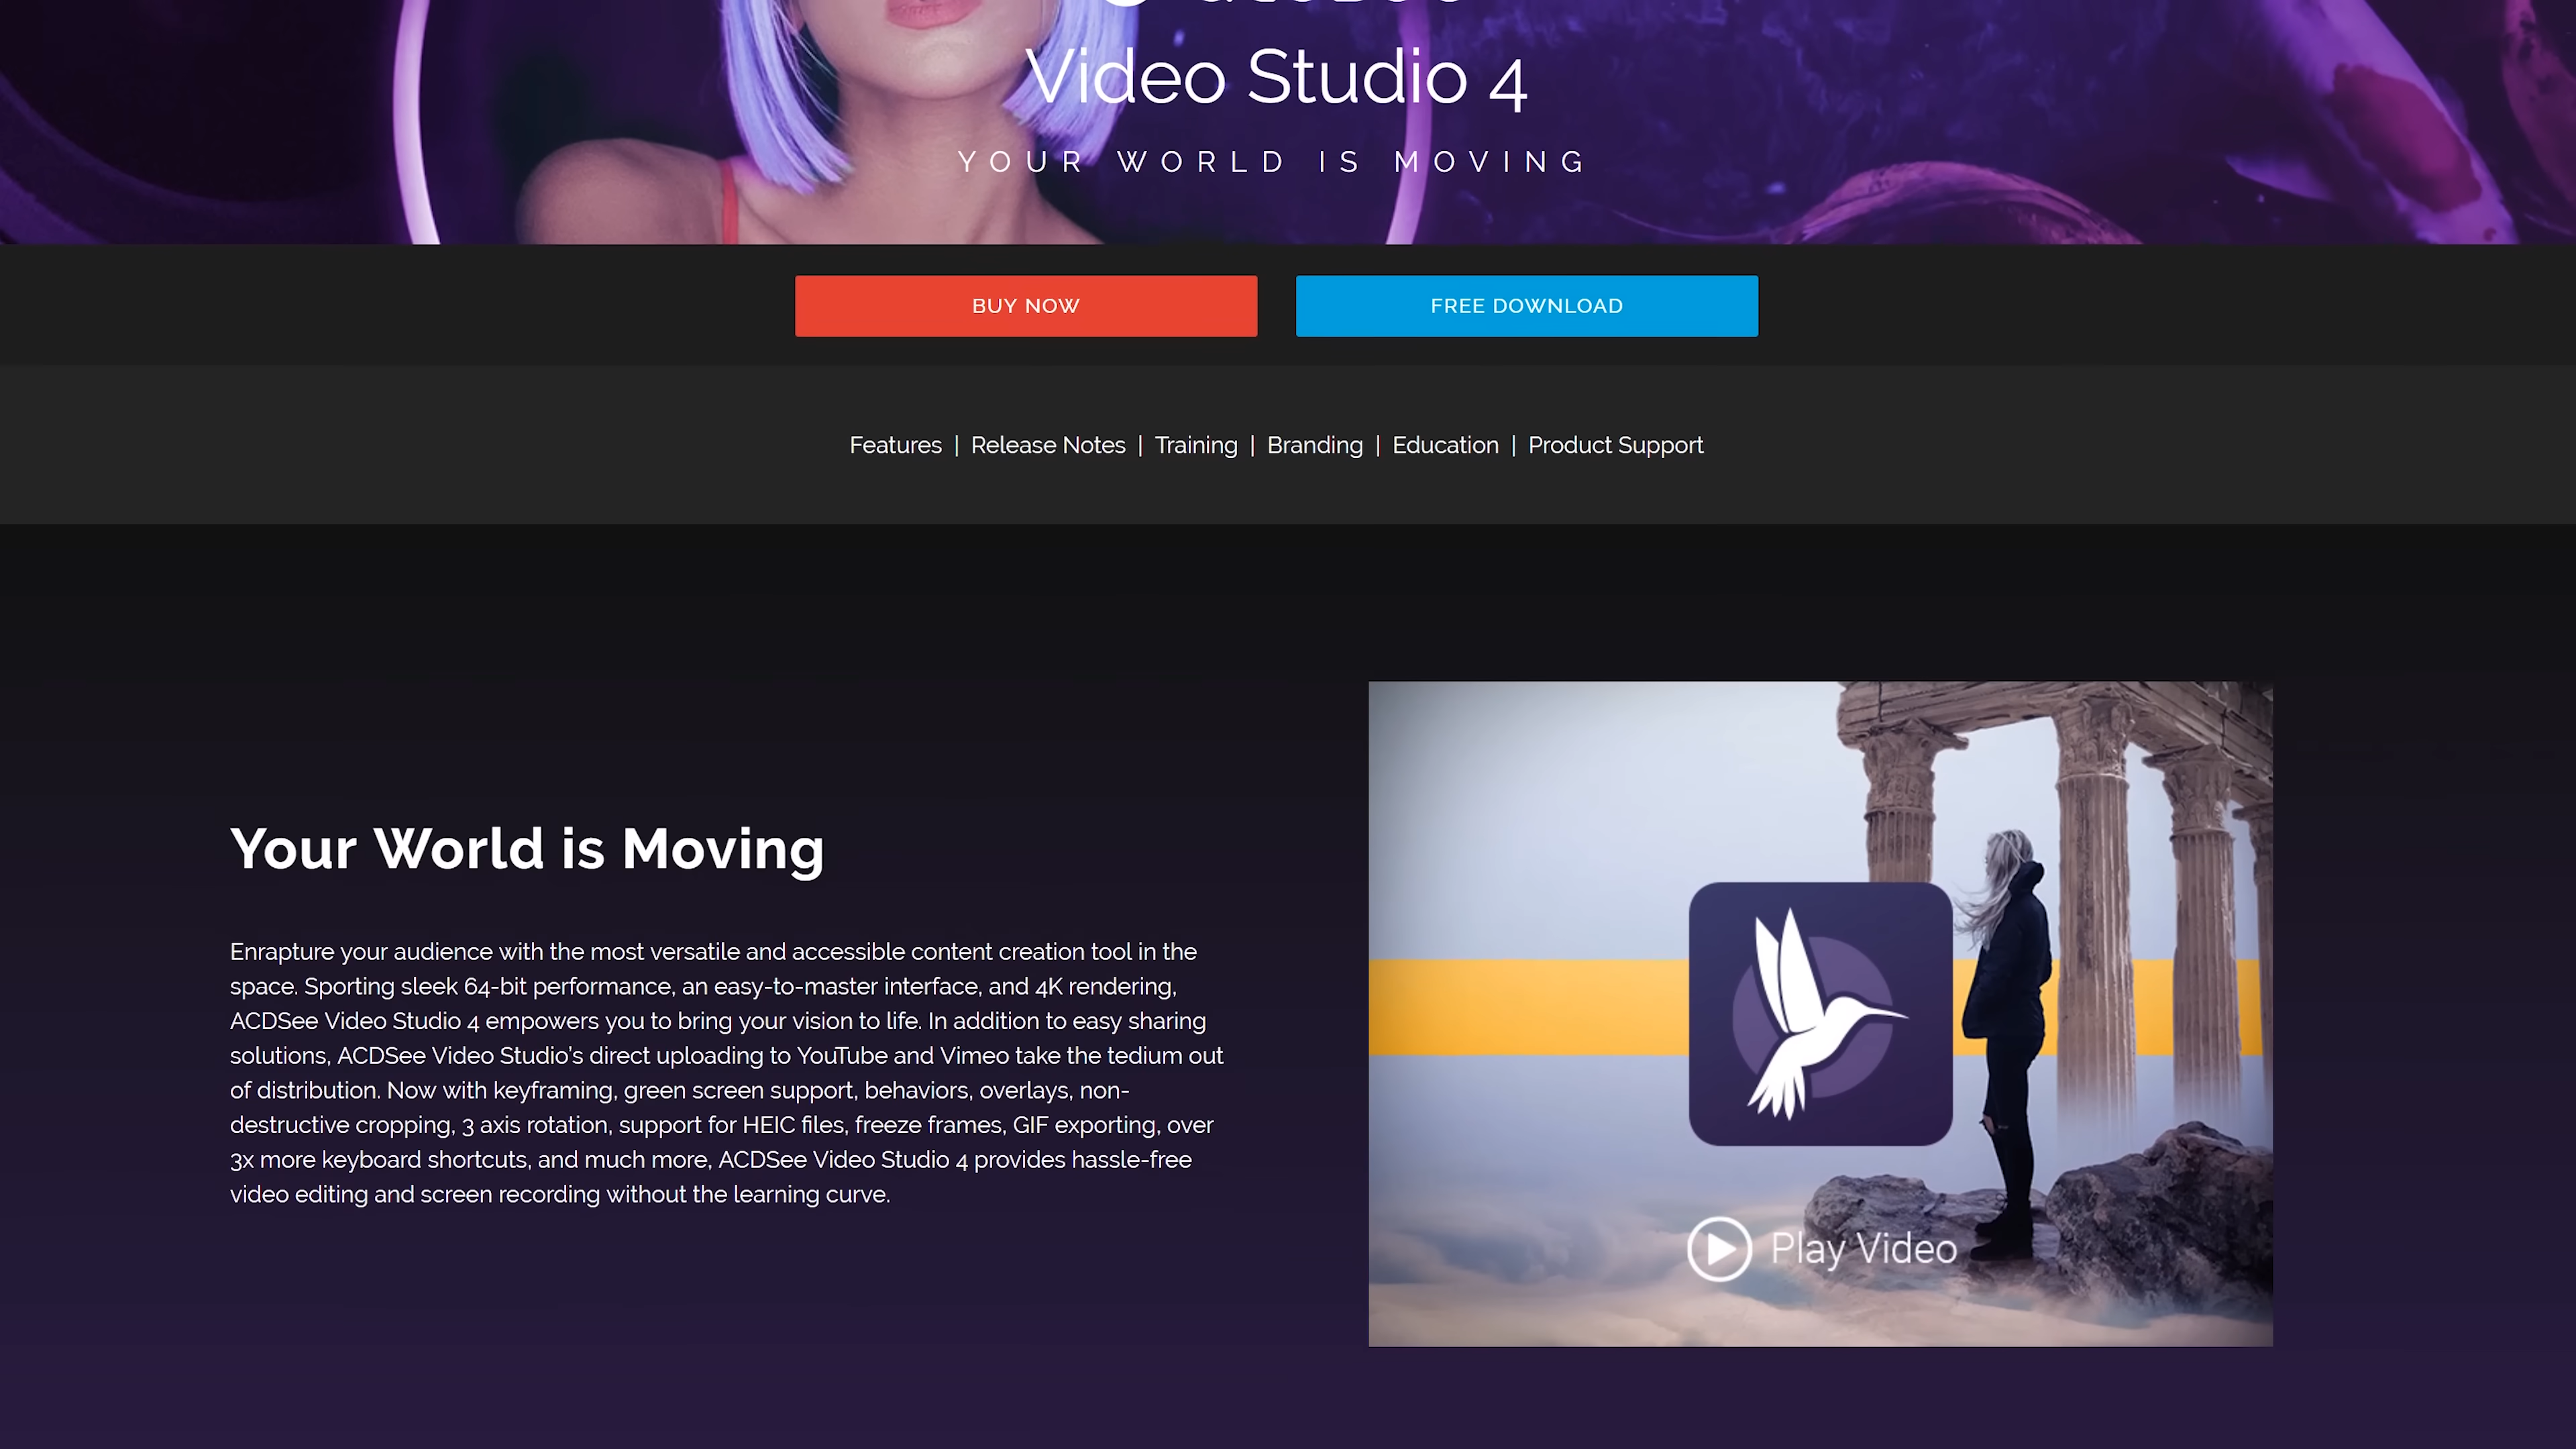 Video Studio 4
YOUR WORLD IS MOVING
BUY NOW
FREE DOWNLOAD
Features | Release Notes | Training | Branding | Education | Product Support
Your World is Moving
Enrapture your audience with the most versatile and accessible content creation tool in the
space. Sporting sleek 64-bit performance, an easy-to-master interface, and 4K rendering,
ACDSee Video Studio 4 empowers you to bring your vision to life. In addition to easy sharing
solutions, ACDSee Video Studio's direct uploading to YouTube and Vimeo take the tedium out
of distribution. Now with keyframing, green screen support, behaviors, overlays, non-
destructive cropping, 3 axis rotation, support for HEIC files, freeze frames, GIF exporting, over
3x more keyboard shortcuts, and much more, ACDSee Video Studio 4 provides hassle-free
video editing and screen recording without the learning curve.
Play Video